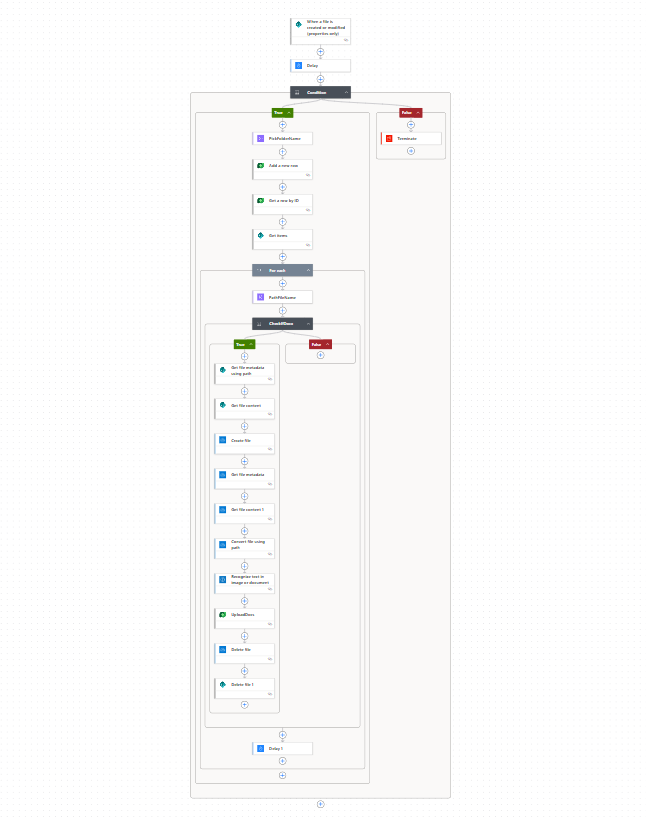 When a file is
created or modified
(properties only)
Delay
Condition
True
False
PickFolderName
Terminate
Add a new row
Get a row by ID
Get items
For each
PathFileName
CheckIfDocx
True
False
Get file metadata
using path
Get file content
Create file
Get file metadata
Get file content 1
Convert file using
path
Recognize text in
image or document
UploadDocs
Delete file
Delete file 1
Delay 1